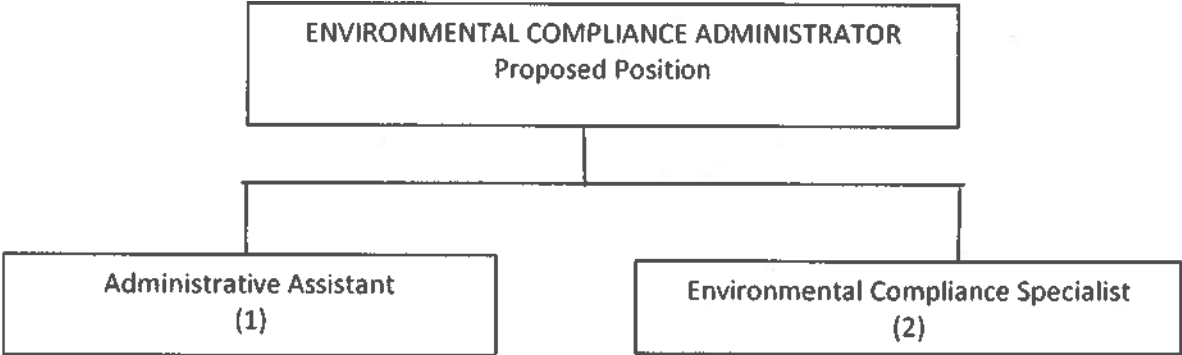 ENVIRONMENTAL COMPLIANCE ADMINISTRATOR
Proposed Position
Administrative Assistant
(1)
Environmental Compliance Specialist
(2)